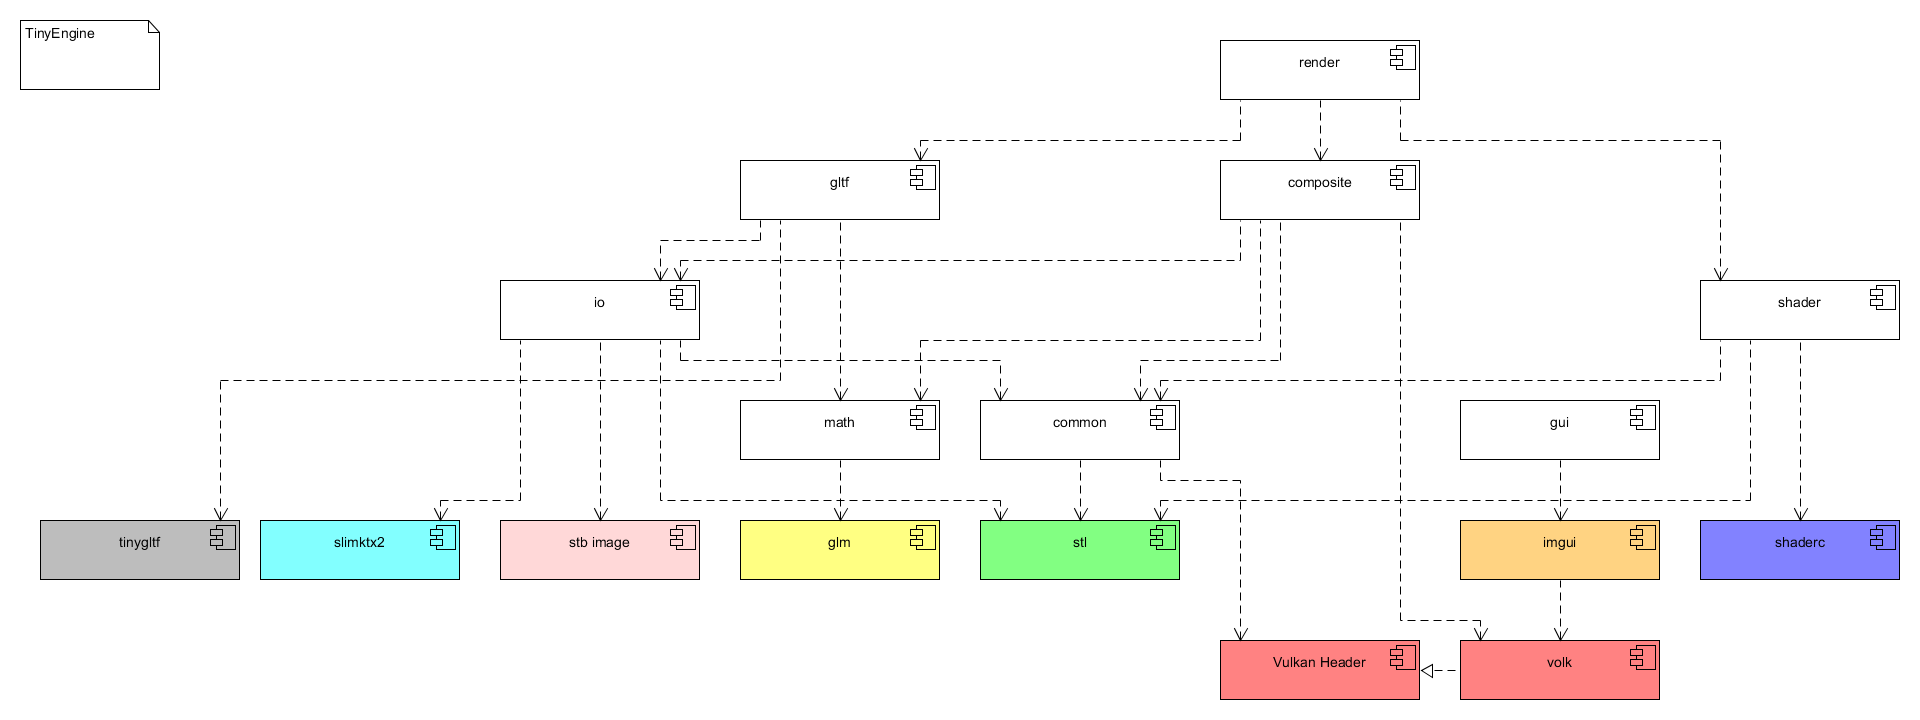 TinyEngine
render
gltf
composite
io
shader
math
common
gui
tinygltf
slimktx2
stb image
glm
stl
imgui
shaderc
Vulkan Header
volk